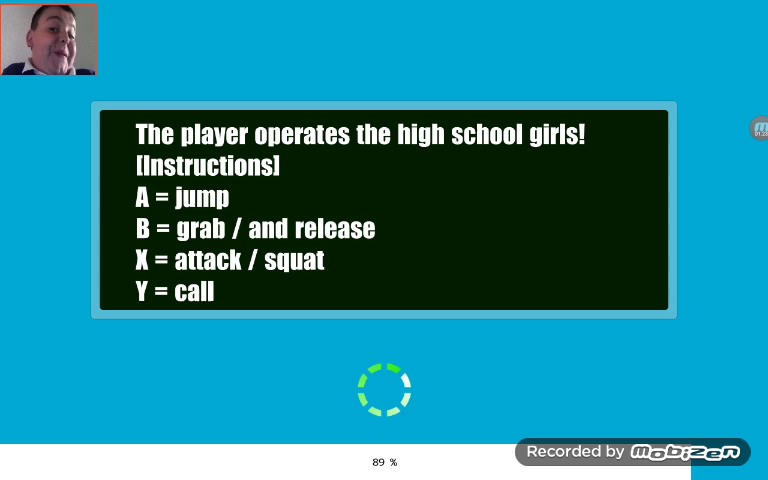 The player operates the high school girls!
[Instructions]
A = jump
B = grab / and release
X = attack / squat
Y = call
89 %
Recorded by mobizen